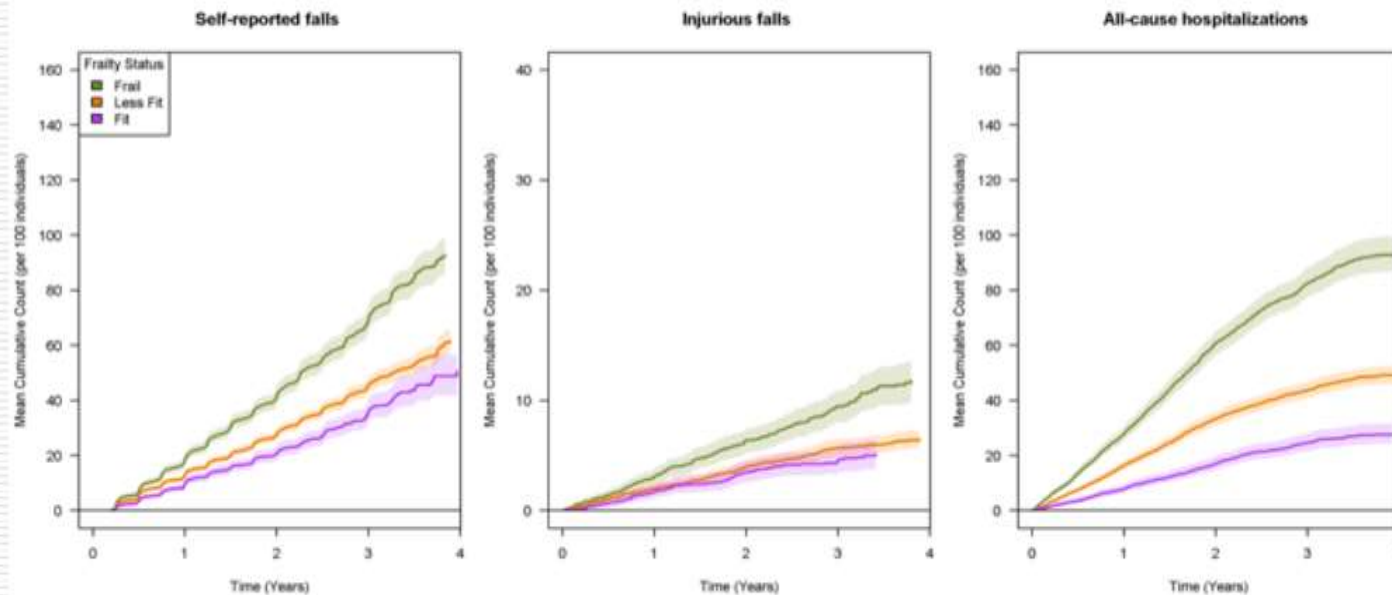 Self-reported falls
Injurious falls
All-cause hospitalizations
Frailty Status
Frail
Less Fit
Fit
Mean Cumulative Count (per 100 individuals)
160
140
120
100
80
60
40
20
0
0 1 2 3 4
Time (Years)
Mean Cumulative Count (per 100 individuals)
40
30
20
10
0
0 1 2 3 4
Time (Years)
Mean Cumulative Count (per 100 individuals)
160
140
120
100
80
60
40
20
0
0 1 2 3
Time (Years)